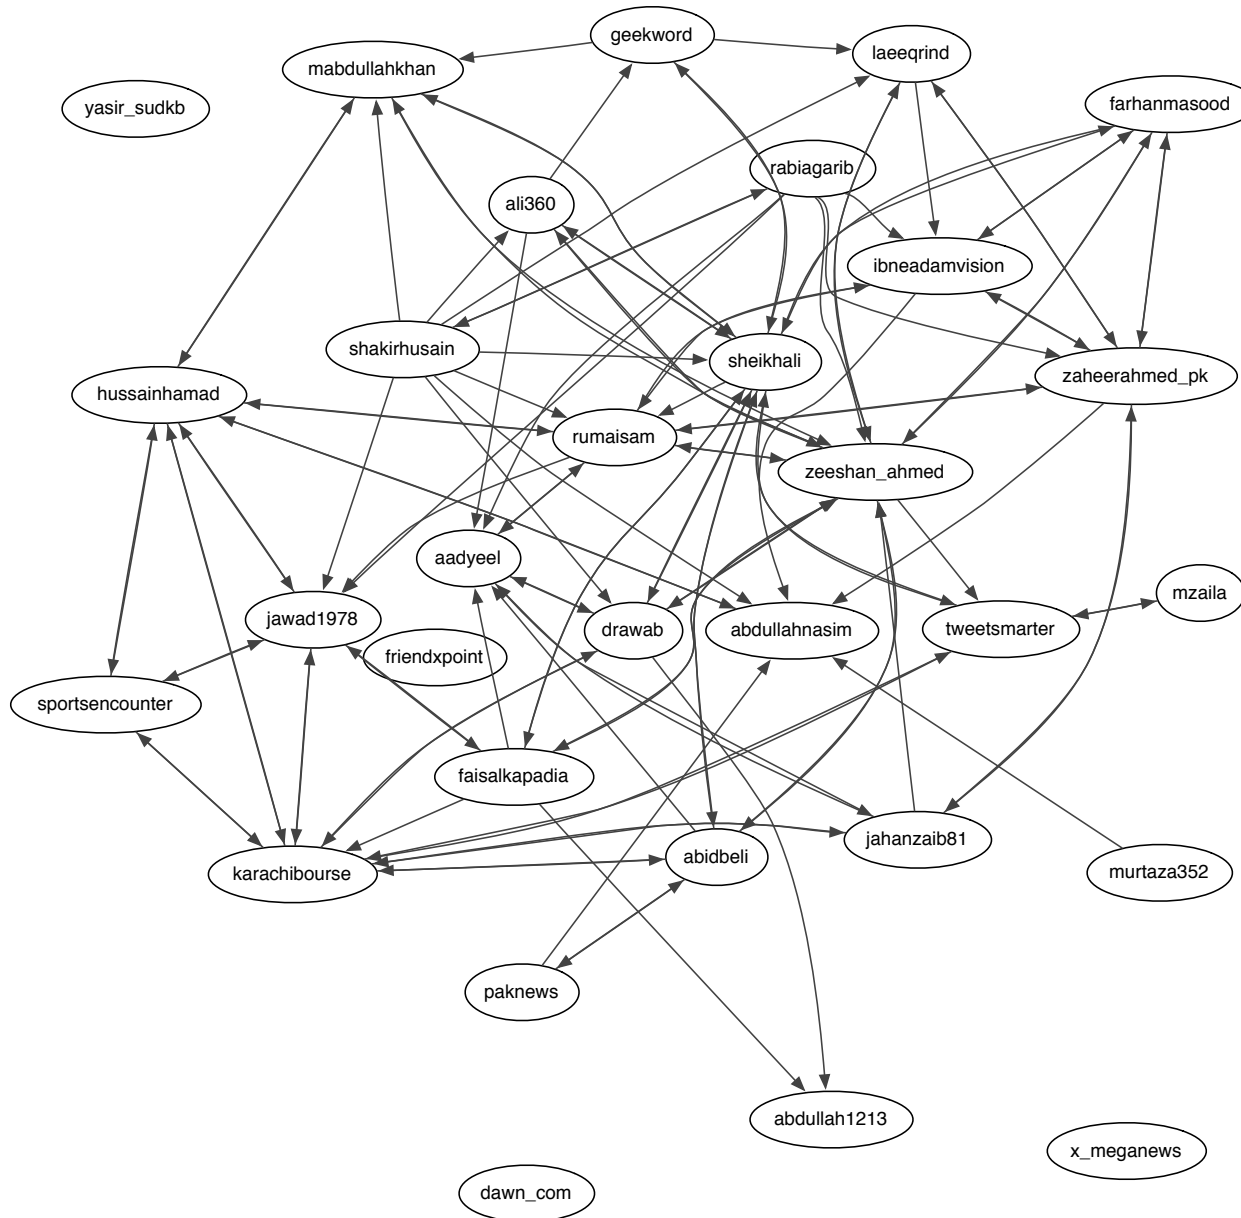 geekword
laeeqrind
mabdullahkhan
farhanmasood
yasir_sudkb
rabiagarib
ali360
ibneadamvision
shakirhusain
sheikhali
zaheerahmed_pk
hussainhamad
rumaisam
zeeshan_ahmed
aadyeel
mzaila
jawad1978
drawab
abdullahnasim
tweetsmarter
friendxpoint
sportsencounter
faisalkapadia
jahanzaib81
abidbeli
karachibourse
murtaza352
paknews
abdullah1213
x_meganews
dawn_com